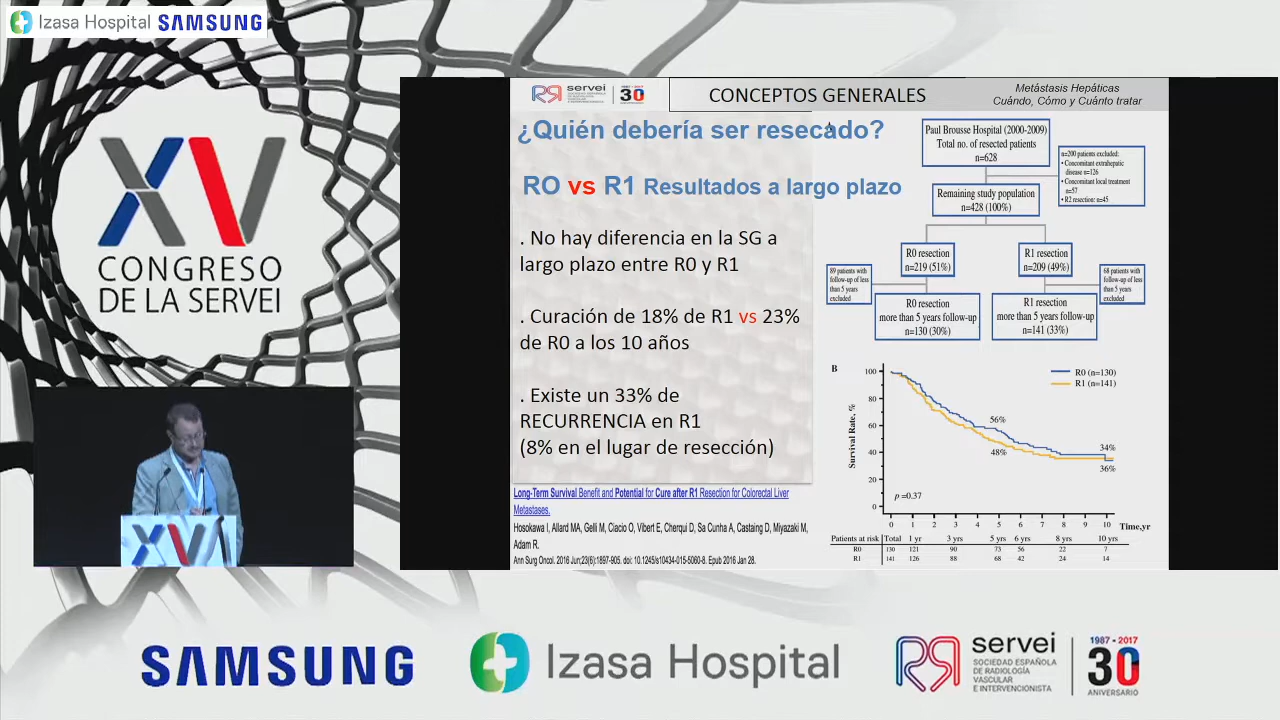 Izasa Hospital SAMSUNG
XV
CONGRESO
DE LA SERVEI
XV
servei
SOCIEDAD ESPAÑOLA
DE RADIOLOGÍA
VASCULAR
E INTERVENCIONISTA
1987 - 2017
30
ANIVERSARIO
CONCEPTOS GENERALES
Metástasis Hepáticas
Cuándo, Cómo y Cuánto tratar
¿Quién debería ser resecado?
RO vs R1 Resultados a largo plazo
. No hay diferencia en la SG a
largo plazo entre R0 y R1
. Curación de 18% de R1 vs 23%
de R0 a los 10 años
. Existe un 33% de
RECURRENCIA en R1
(8% en el lugar de resección)
Long-Term Survival Benefit and Potential for Cure after R1 Resection for Colorectal Liver
Metastases.
Hosokawa I, Allard MA, Gelli M, Ciacio O, Vibert E, Cherqui D, Sa Cunha A, Castaing D, Miyazaki M,
Adam R.
Ann Surg Oncol. 2016 Jun;23(6):1897-905. doi: 10.1245/s10434-015-5060-8. Epub 2016 Jan 28.
Paul Brousse Hospital (2000-2009)
Total no. of resected patients
n=628
n=200 patients excluded:
• Concomitant extrahepatic
disease n=126
• Concomitant local treatment
n=57
• R2 resection: n=45
Remaining study population
n=428 (100%)
R0 resection
n=219 (51%)
R1 resection
n=209 (49%)
89 patients with
follow-up of less
than 5 years
excluded
68 patients with
follow-up of less
than 5 years
excluded
R0 resection
more than 5 years follow-up
n=130 (30%)
R1 resection
more than 5 years follow-up
n=141 (33%)
B
R0 (n=130)
R1 (n=141)
Survival Rate, %
100
80
60
40
20
0
56%
48%
34%
36%
p =0.37
0 1 2 3 4 5 6 7 8 9 10 Time,yr
Patients at risk Total 1 yr 3 yrs 5 yrs 6 yrs 8 yrs 10 yrs
R0 130 121 90 73 56 22 7
R1 141 126 88 68 42 24 14
SAMSUNG
Izasa Hospital
servei
SOCIEDAD ESPAÑOLA
DE RADIOLOGÍA
VASCULAR
E INTERVENCIONISTA
1987 - 2017
30
ANIVERSARIO